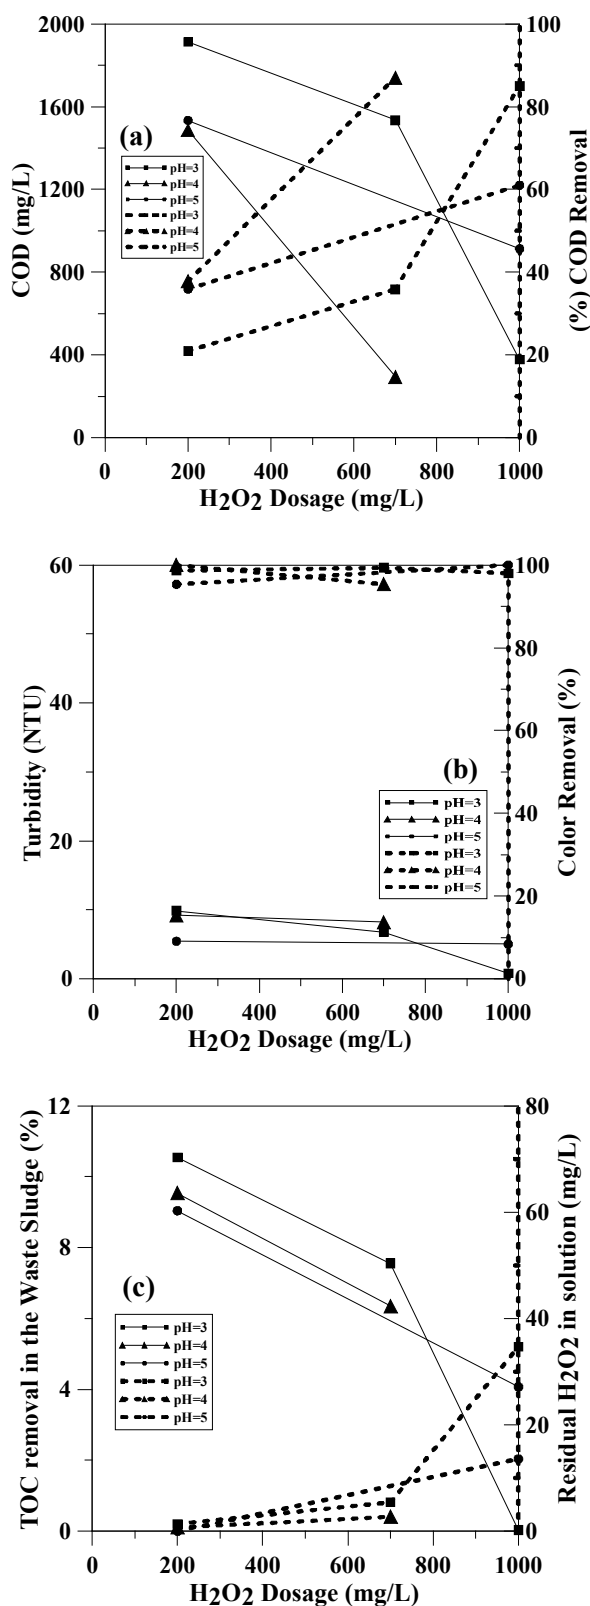 2000
1600
1200
800
400
0
COD (mg/L)
(a)
pH=3
pH=4
pH=5
pH=3
pH=4
pH=5
100
80
60
40
20
0
(%) COD Removal
0 200 400 600 800 1000
H2O2 Dosage (mg/L)
60
40
20
0
Turbidity (NTU)
(b)
pH=3
pH=4
pH=5
pH=3
pH=4
pH=5
100
80
60
40
20
0
Color Removal (%)
0 200 400 600 800 1000
H2O2 Dosage (mg/L)
12
8
4
0
TOC removal in the Waste Sludge (%)
(c)
pH=3
pH=4
pH=5
pH=3
pH=4
pH=5
80
60
40
20
0
Residual H2O2 in solution (mg/L)
0 200 400 600 800 1000
H2O2 Dosage (mg/L)